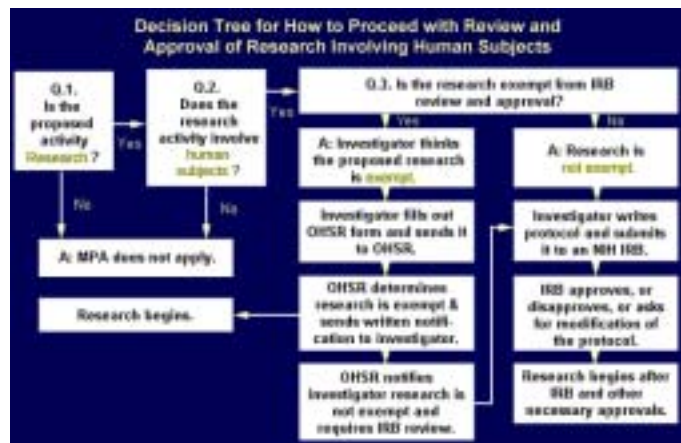 Decision Tree for How to Proceed with Review and
Approval of Research Involving Human Subjects
Q.1.
Is the
proposed
activity
Research ?
Yes
No
Q.2.
Does the
research
activity involve
human
subjects ?
Yes
No
A: MPA does not apply.
Q.3. Is the research exempt from IRB
review and approval?
Yes
No
A: Investigator thinks
the proposed research
is exempt.
Investigator fills out
OHSR form and sends it
to OHSR.
OHSR determines
research is exempt &
sends written notifi-
cation to investigator.
Research begins.
OHSR notifies
investigator research is
not exempt and
requires IRB review.
A: Research is
not exempt.
Investigator writes
protocol and submits
it to an NIH IRB.
IRB approves, or
disapproves, or asks
for modification of
the protocol.
Research begins after
IRB and other
necessary approvals.